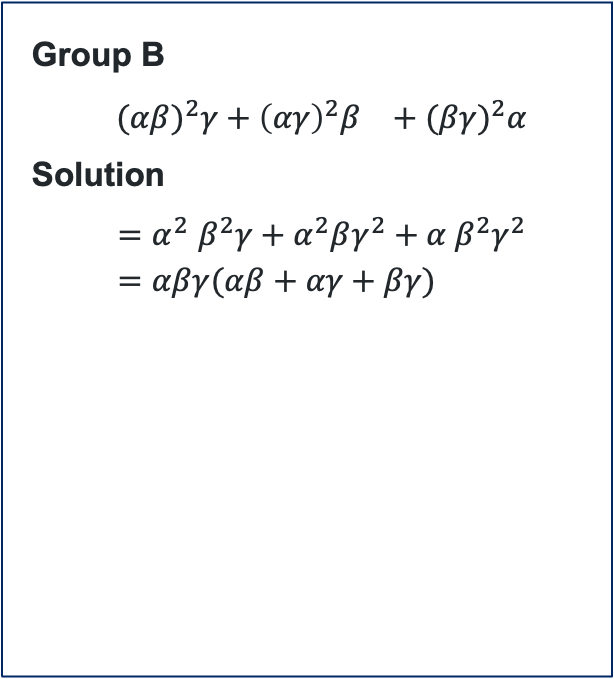 Group B
(αβ)²γ + (αγ)²β + (βγ)²α
Solution
= α² β²γ + α²βγ² + α β²γ²
= αβγ(αβ + αγ + βγ)